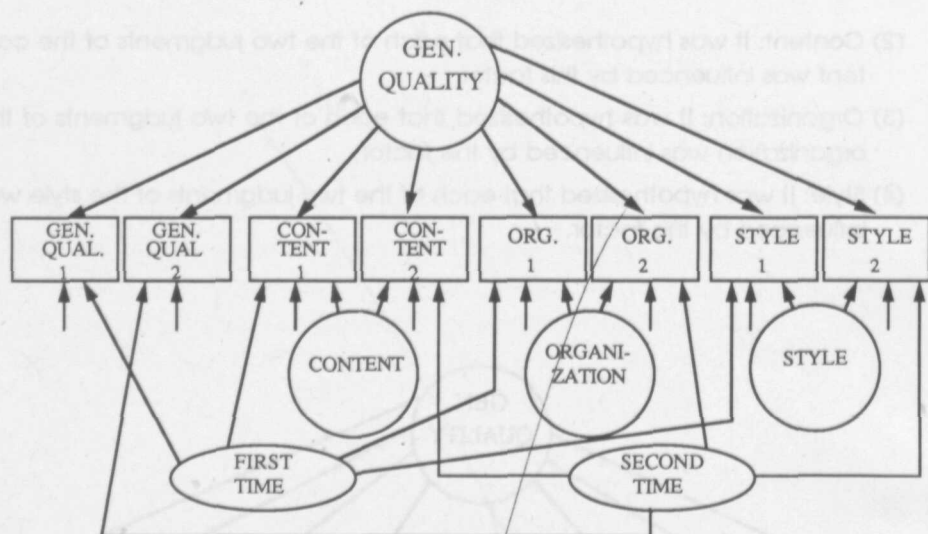 GEN.
QUALITY
GEN.
QUAL.
1
GEN.
QUAL
2
CON-
TENT
1
CON-
TENT
2
ORG.
1
ORG.
2
STYLE
1
STYLE
2
CONTENT
ORGANI-
ZATION
STYLE
FIRST
TIME
SECOND
TIME